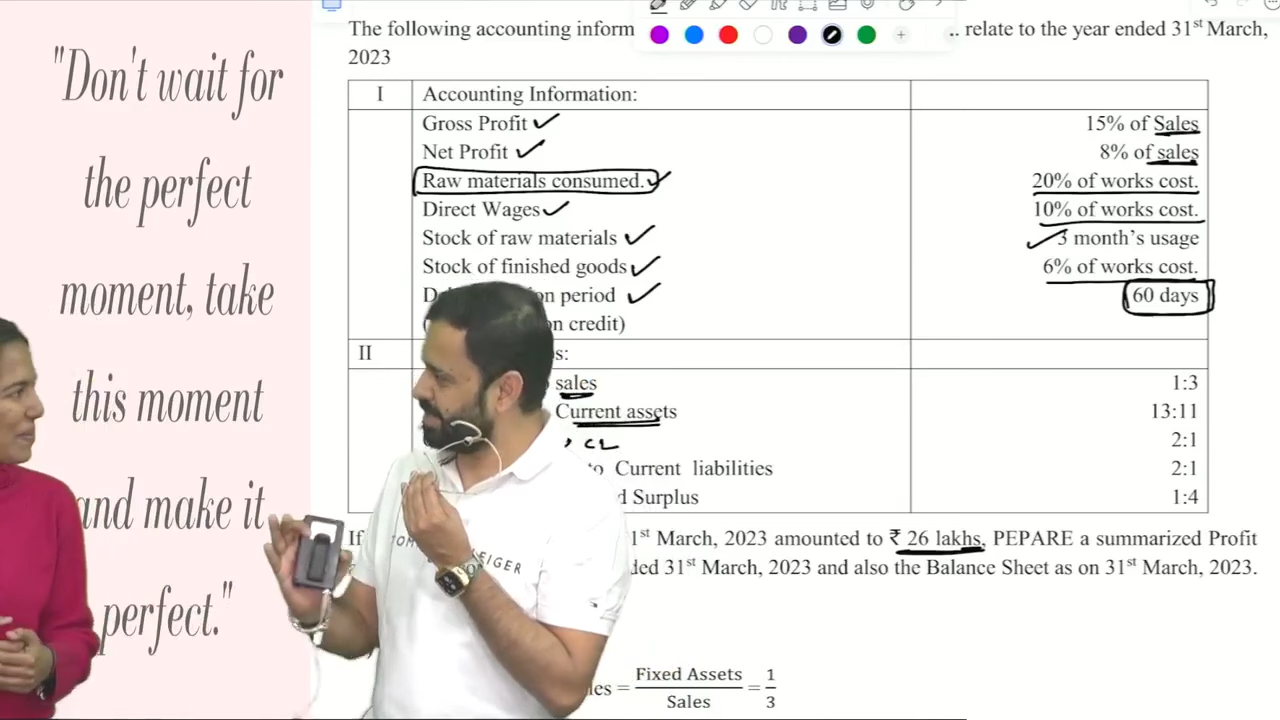 "Don't wait for
the perfect
moment, take
this moment
and make it
perfect."
The following accounting inform .. relate to the year ended 31st March,
2023
I Accounting Information:
Gross Profit 15% of Sales
Net Profit 8% of sales
Raw materials consumed. 20% of works cost.
Direct Wages 10% of works cost.
Stock of raw materials 3 month's usage
Stock of finished goods 6% of works cost.
period 60 days
credit)
II
sales 1:3
Current assets 13:11
CL 2:1
to Current liabilities 2:1
Surplus 1:4
If 1st March, 2023 amounted to ₹ 26 lakhs, PEPARE a summarized Profit
ded 31st March, 2023 and also the Balance Sheet as on 31st March, 2023.
Fixed Assets
les = = 1
Sales 3